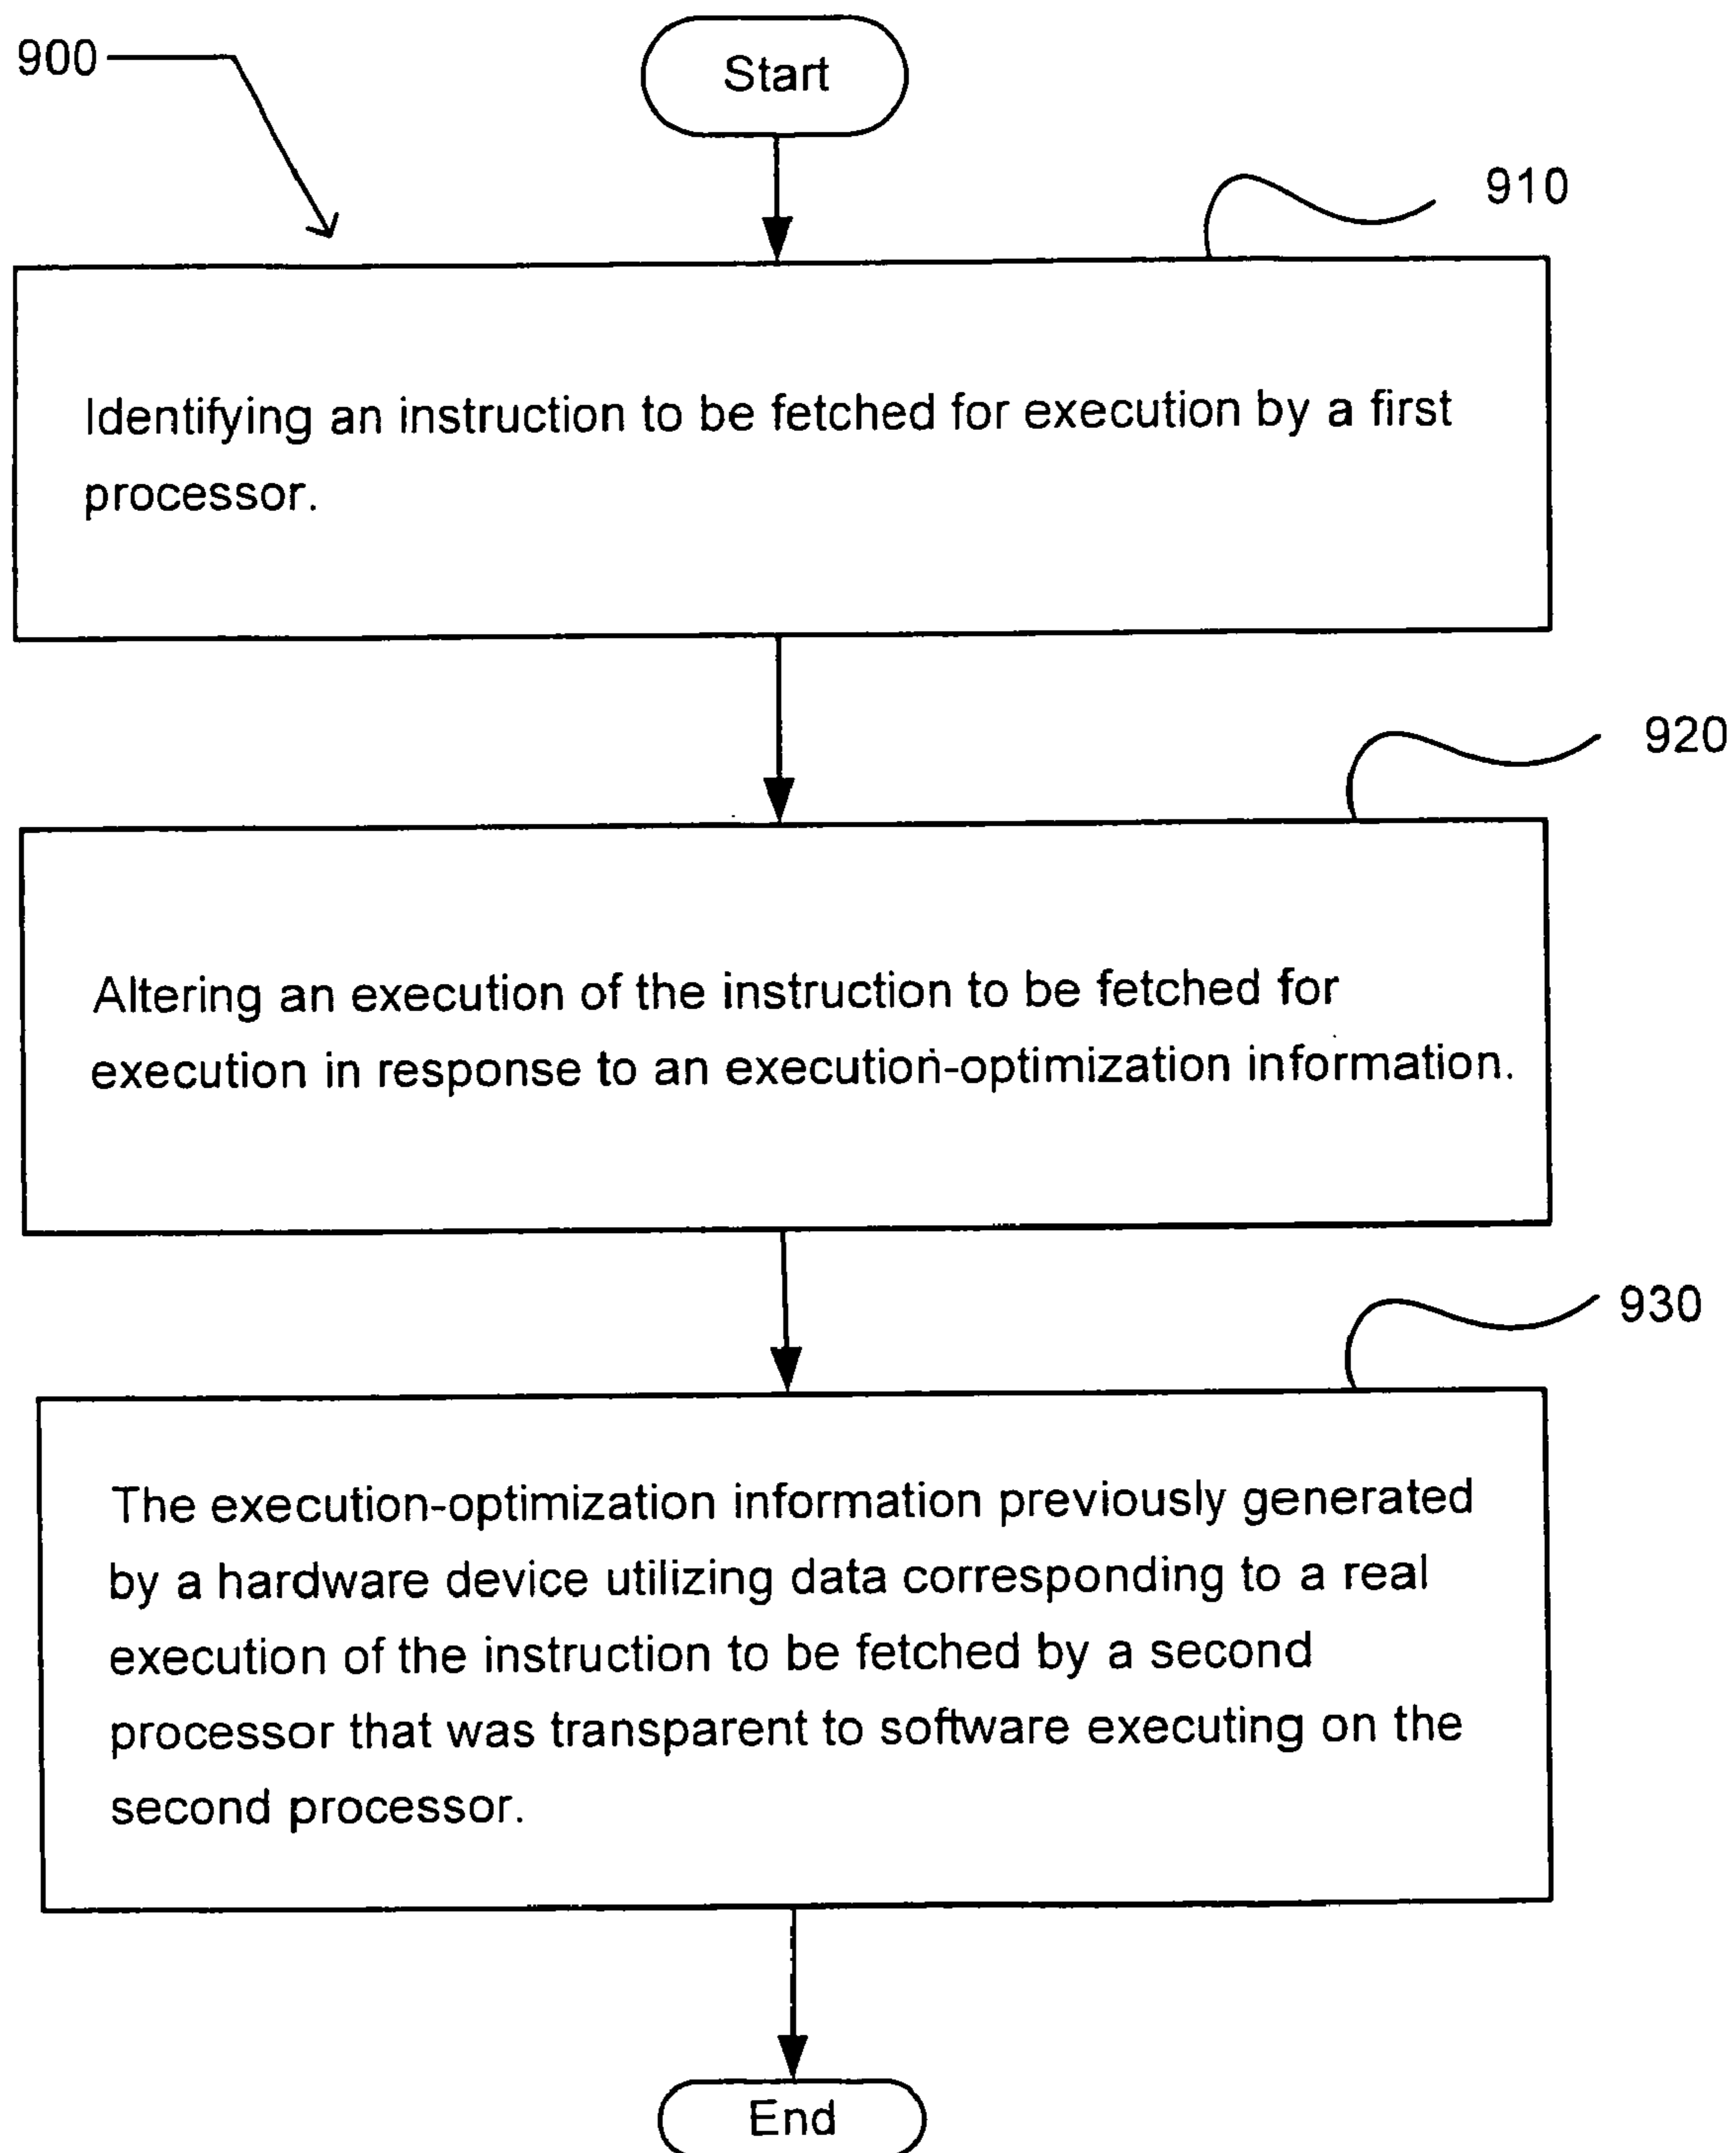 900
Start
910
Identifying an instruction to be fetched for execution by a first
processor.
920
Altering an execution of the instruction to be fetched for
execution in response to an execution-optimization information.
930
The execution-optimization information previously generated
by a hardware device utilizing data corresponding to a real
execution of the instruction to be fetched by a second
processor that was transparent to software executing on the
second processor.
End